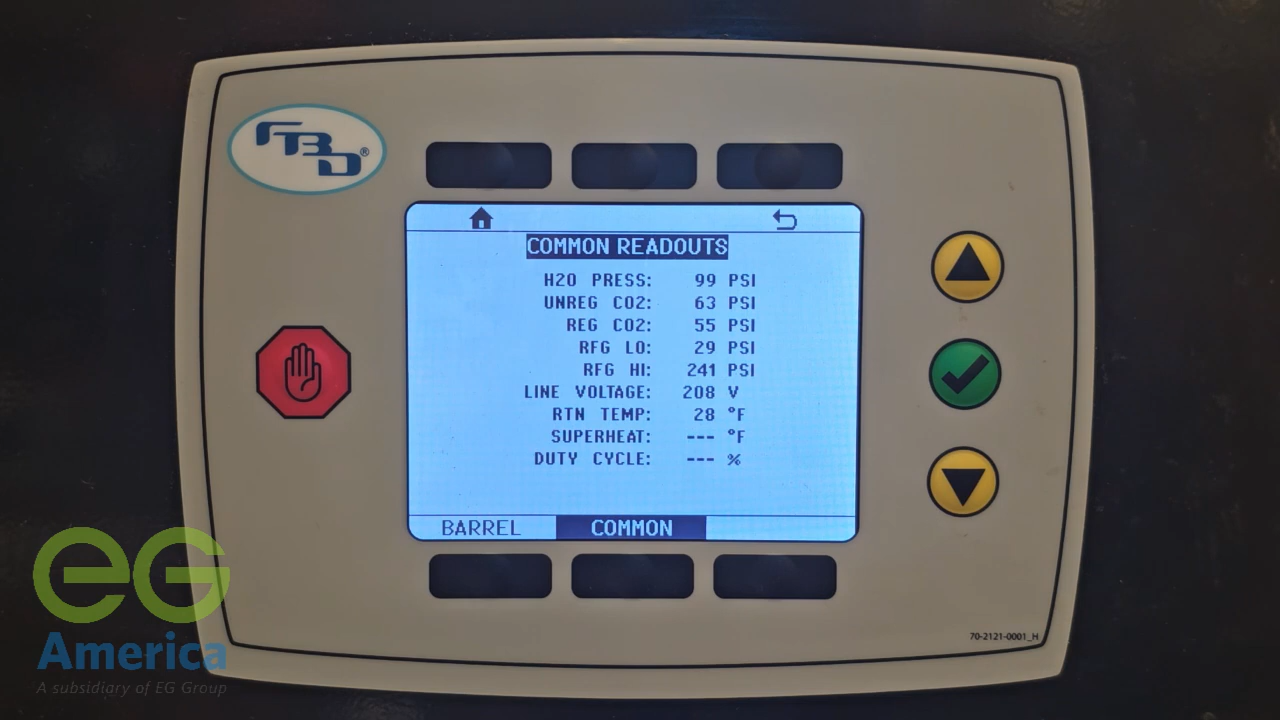 FBD®
COMMON READOUTS
H2O PRESS: 99 PSI
UNREG CO2: 63 PSI
REG CO2: 55 PSI
RFG LO: 29 PSI
RFG HI: 241 PSI
LINE VOLTAGE: 208 V
RTN TEMP: 28 °F
SUPERHEAT: --- °F
DUTY CYCLE: --- %
BARREL COMMON
70-2121-0001_H
eG
America
A subsidiary of EG Group